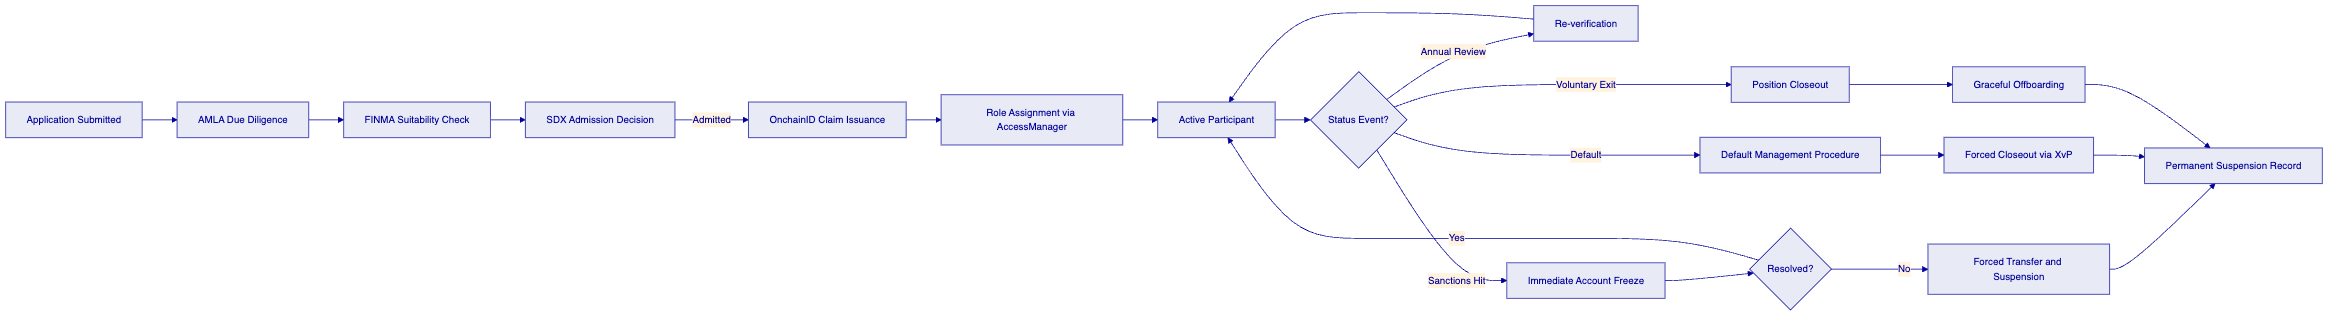 Application Submitted
AMLA Due Diligence
FINMA Suitability Check
SDX Admission Decision
Admitted
OnchainID Claim Issuance
Role Assignment via
AccessManager
Active Participant
Status Event?
Annual Review
Re-verification
Voluntary Exit
Position Closeout
Graceful Offboarding
Default
Default Management Procedure
Forced Closeout via XvP
Permanent Suspension Record
Yes
Sanctions Hit
Immediate Account Freeze
Resolved?
No
Forced Transfer and
Suspension